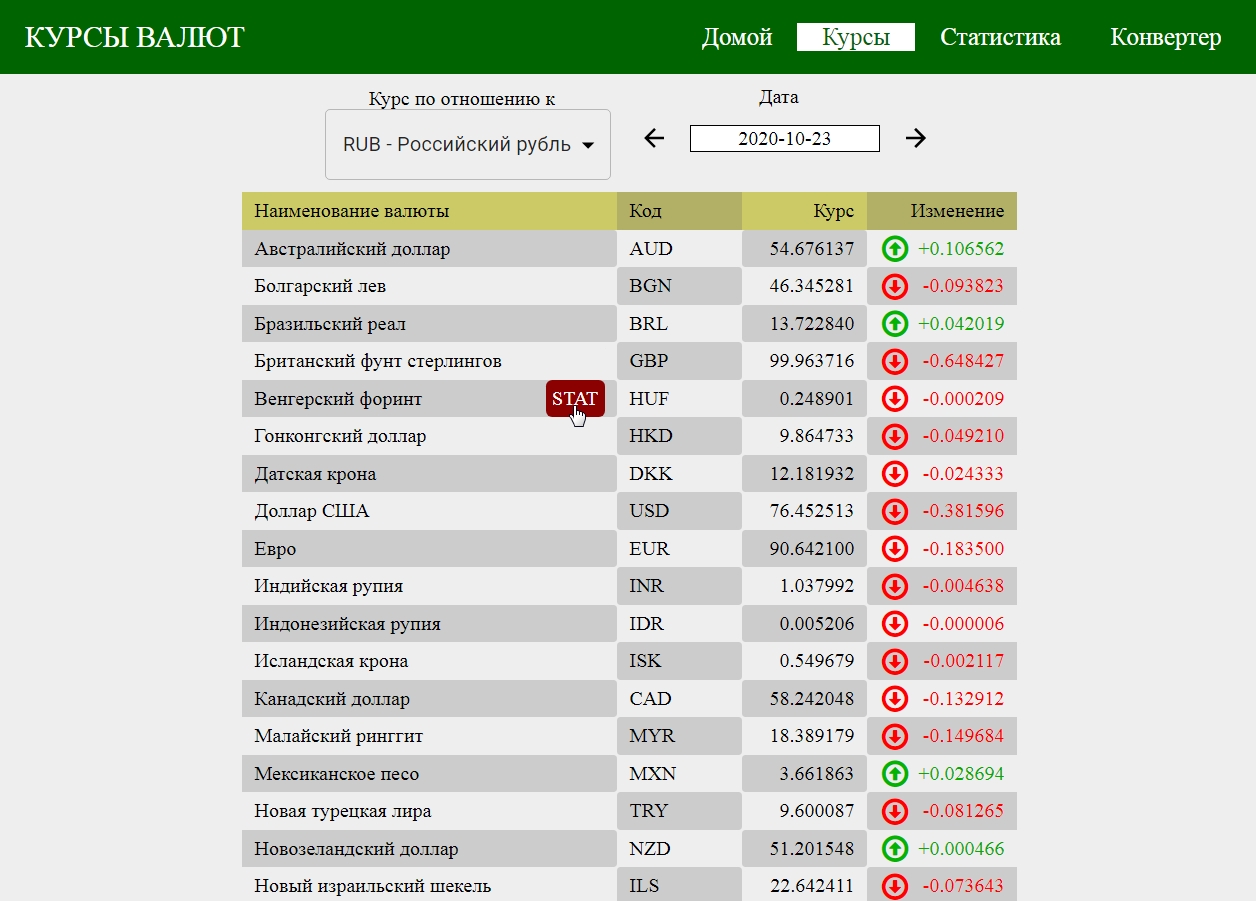 КУРСЫ ВАЛЮТ Домой Курсы Статистика Конвертер
Курс по отношению к Дата
RUB - Российский рубль 2020-10-23
Наименование валюты Код Курс Изменение
Австралийский доллар AUD 54.676137 +0.106562
Болгарский лев BGN 46.345281 -0.093823
Бразильский реал BRL 13.722840 +0.042019
Британский фунт стерлингов GBP 99.963716 -0.648427
Венгерский форинт STAT HUF 0.248901 -0.000209
Гонконгский доллар HKD 9.864733 -0.049210
Датская крона DKK 12.181932 -0.024333
Доллар США USD 76.452513 -0.381596
Евро EUR 90.642100 -0.183500
Индийская рупия INR 1.037992 -0.004638
Индонезийская рупия IDR 0.005206 -0.000006
Исландская крона ISK 0.549679 -0.002117
Канадский доллар CAD 58.242048 -0.132912
Малайский ринггит MYR 18.389179 -0.149684
Мексиканское песо MXN 3.661863 +0.028694
Новая турецкая лира TRY 9.600087 -0.081265
Новозеландский доллар NZD 51.201548 +0.000466
Новый израильский шекель ILS 22.642411 -0.073643